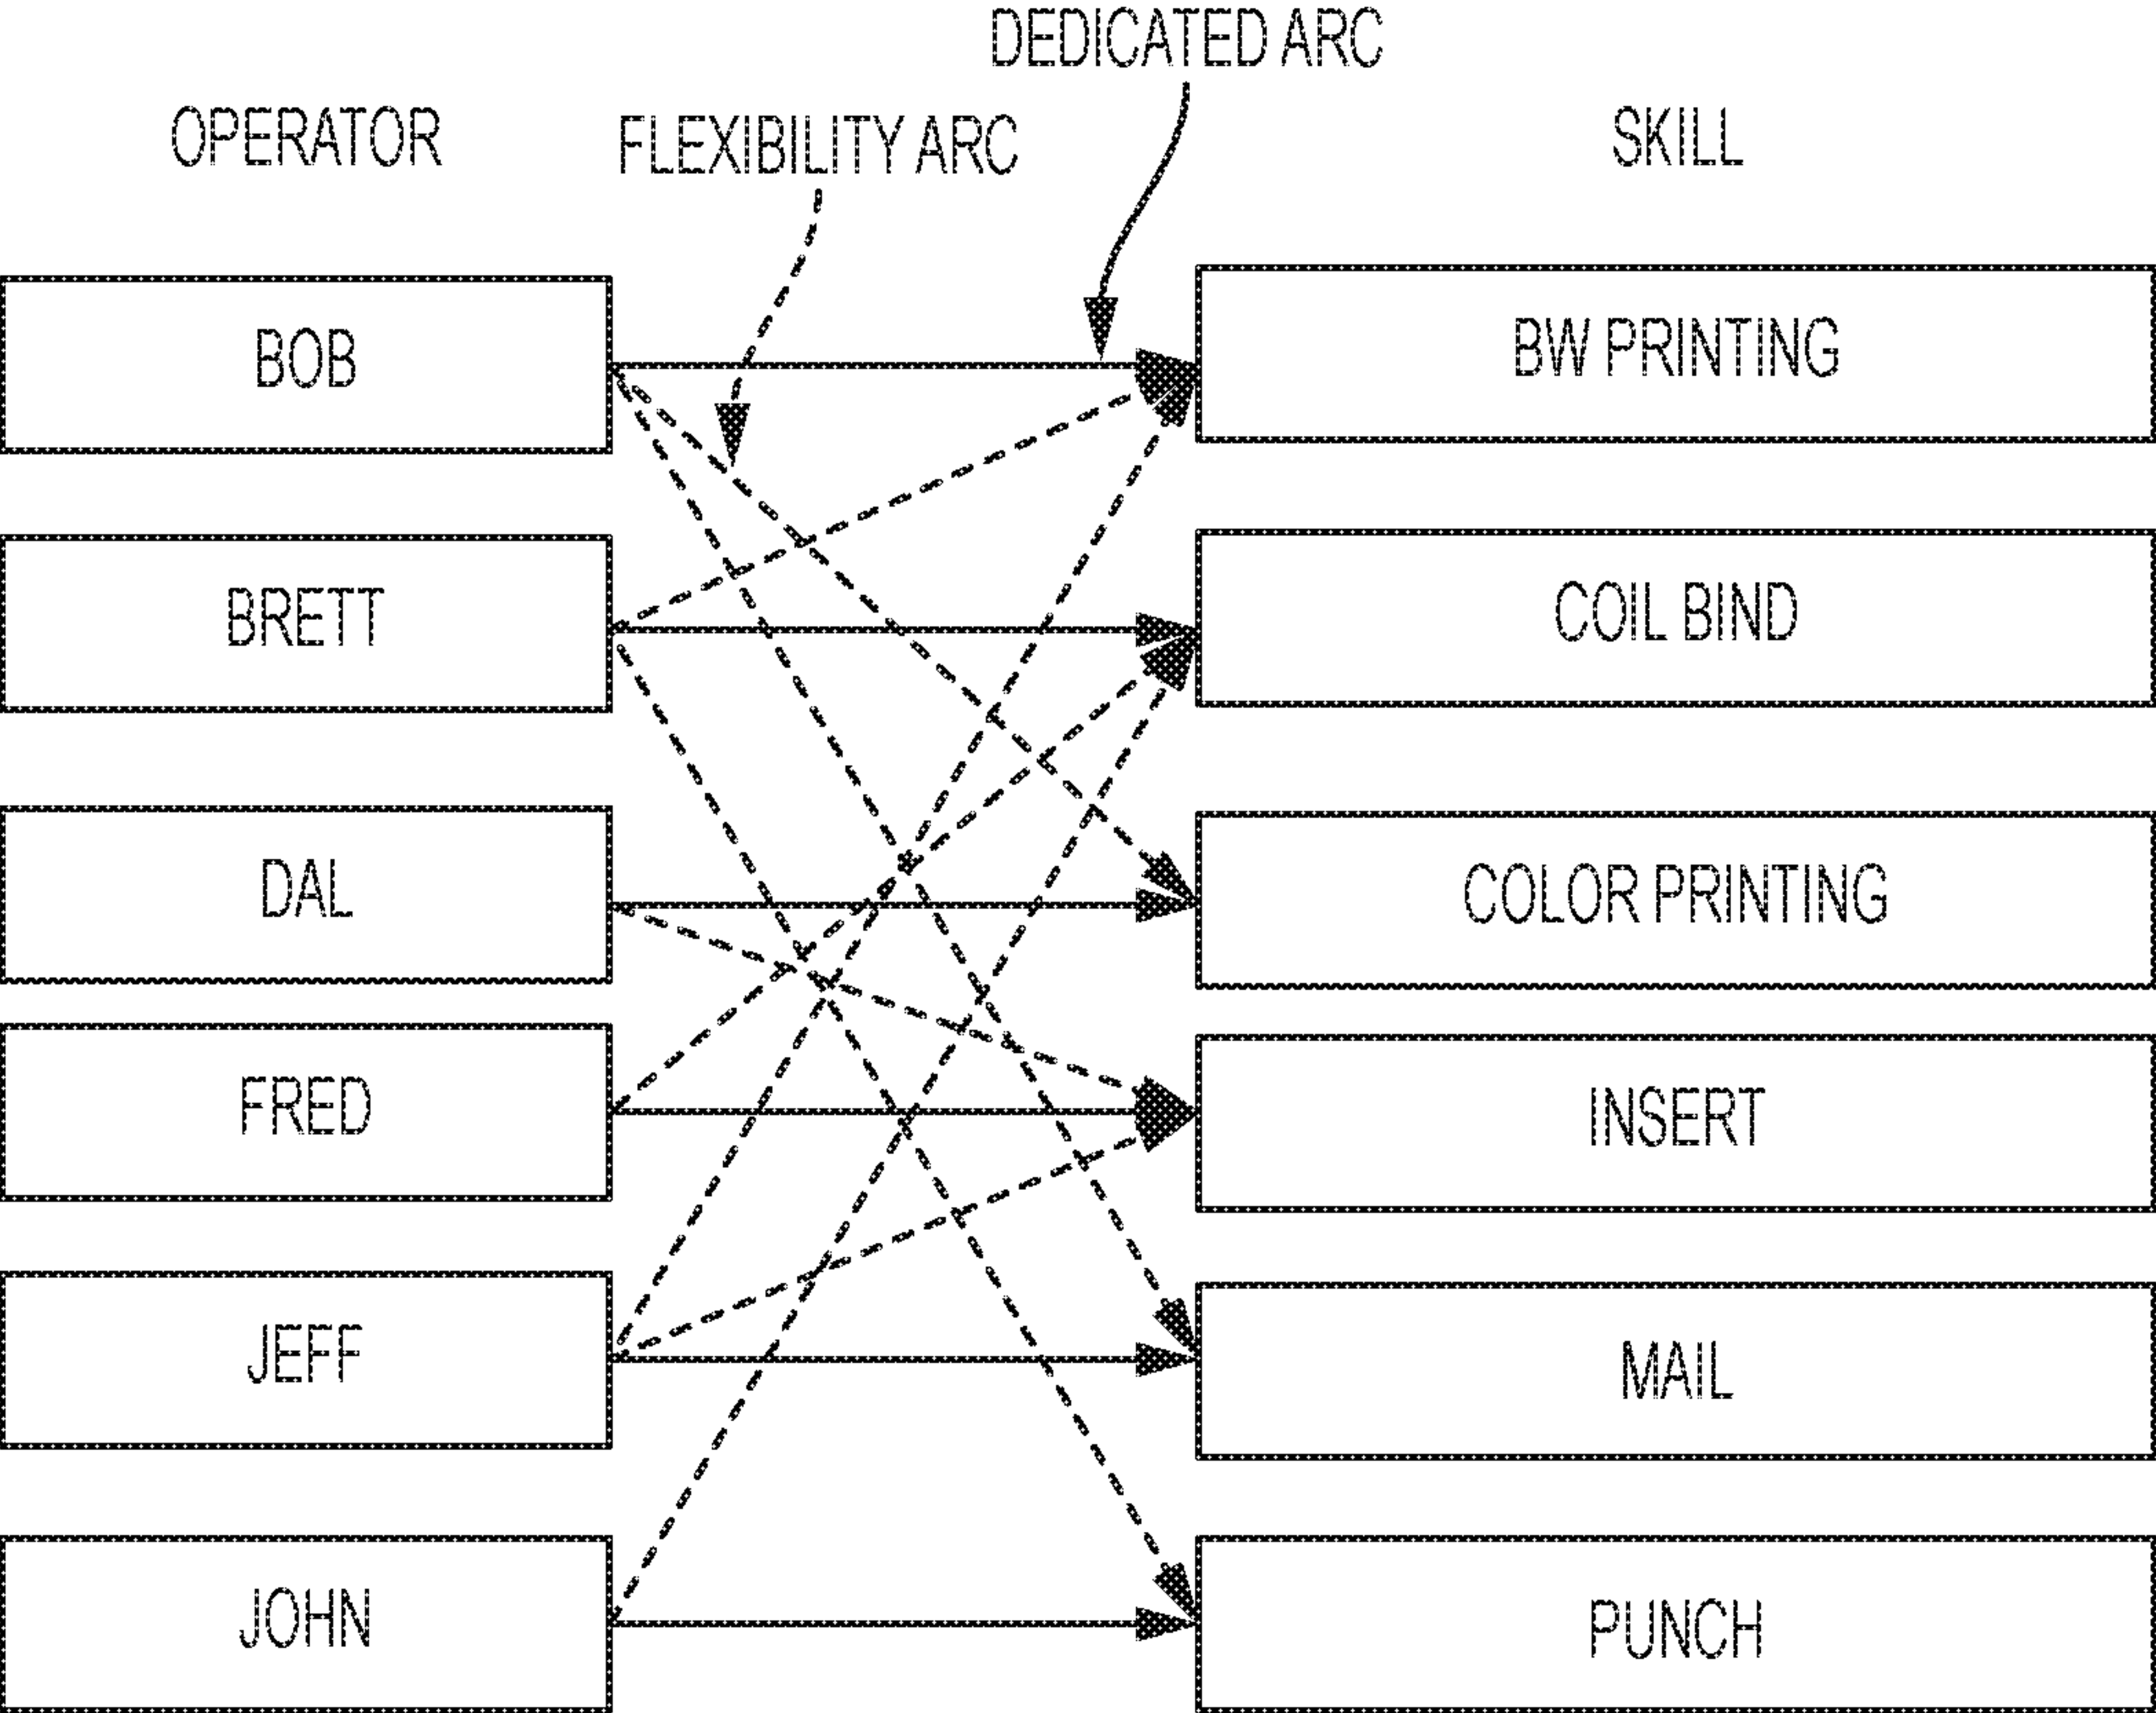 DEDICATED ARC
OPERATOR
FLEXIBILITY ARC
SKILL
BOB
BW PRINTING
BRETT
COIL BIND
DAL
COLOR PRINTING
FRED
INSERT
JEFF
MAIL
JOHN
PUNCH